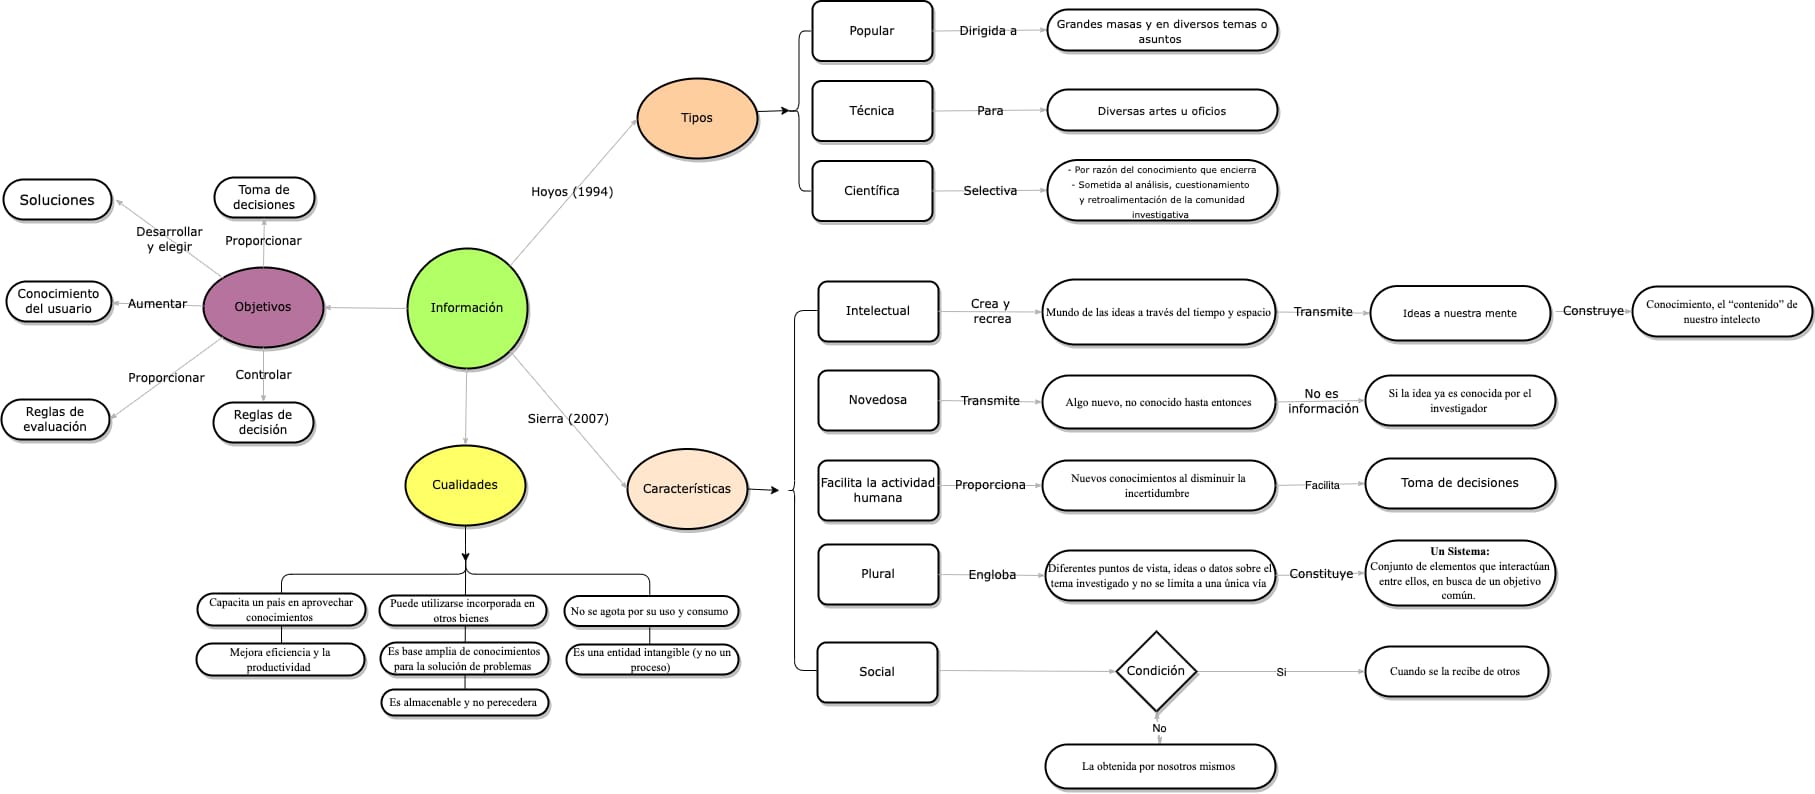 Popular
Dirigida a
Grandes masas y en diversos temas o
asuntos
Tipos
Técnica
Para
Diversas artes u oficios
Científica
Selectiva
- Por razón del conocimiento que encierra
- Sometida al análisis, cuestionamiento
y retroalimentación de la comunidad
investigativa
Hoyos (1994)
Soluciones
Toma de
decisiones
Desarrollar
y elegir
Proporcionar
Conocimiento
del usuario
Aumentar
Objetivos
Información
Proporcionar
Controlar
Reglas de
evaluación
Reglas de
decisión
Sierra (2007)
Cualidades
Características
Intelectual
Crea y
recrea
Mundo de las ideas a través del tiempo y espacio
Transmite
Ideas a nuestra mente
Construye
Conocimiento, el “contenido” de
nuestro intelecto
Novedosa
Transmite
Algo nuevo, no conocido hasta entonces
No es
información
Si la idea ya es conocida por el
investigador
Facilita la actividad
humana
Proporciona
Nuevos conocimientos al disminuir la
incertidumbre
Facilita
Toma de decisiones
Plural
Engloba
Diferentes puntos de vista, ideas o datos sobre el
tema investigado y no se limita a una única vía
Constituye
Un Sistema:
Conjunto de elementos que interactúan
entre ellos, en busca de un objetivo
común.
Social
Condición
Si
Cuando se la recibe de otros
No
La obtenida por nosotros mismos
Capacita un país en aprovechar
conocimientos
Mejora eficiencia y la
productividad
Puede utilizarse incorporada en
otros bienes
Es base amplia de conocimientos
para la solución de problemas
Es almacenable y no perecedera
No se agota por su uso y consumo
Es una entidad intangible (y no un
proceso)